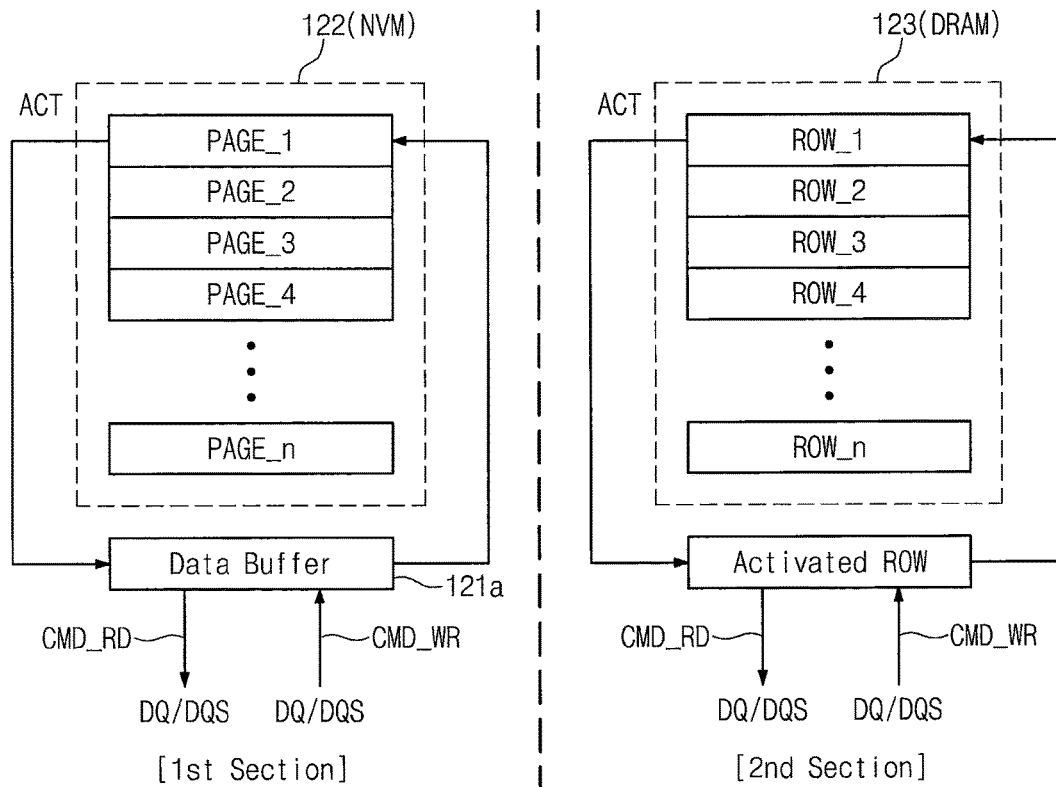 122(NVM)
ACT
PAGE_1
PAGE_2
PAGE_3
PAGE_4
PAGE_n
Data Buffer
121a
CMD_RD
CMD_WR
DQ/DQS
DQ/DQS
[1st Section]
123(DRAM)
ACT
ROW_1
ROW_2
ROW_3
ROW_4
ROW_n
Activated ROW
CMD_RD
CMD_WR
DQ/DQS
DQ/DQS
[2nd Section]